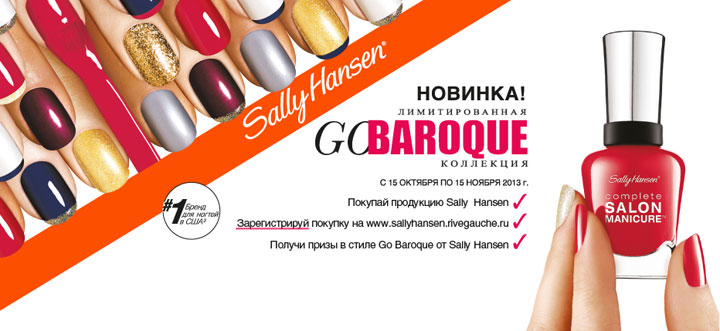 Sally Hansen®
НОВИНКА!
ЛИМИТИРОВАННАЯ
GO BAROQUE
КОЛЛЕКЦИЯ
С 15 ОКТЯБРЯ ПО 15 НОЯБРЯ 2013 г.
Покупай продукцию Sally Hansen
Зарегистрируй покупку на www.sallyhansen.rivegauche.ru
Получи призы в стиле Go Baroque от Sally Hansen
#1 Бренд
для ногтей
в США²
Sally Hansen®
complete
SALON
MANICURE™